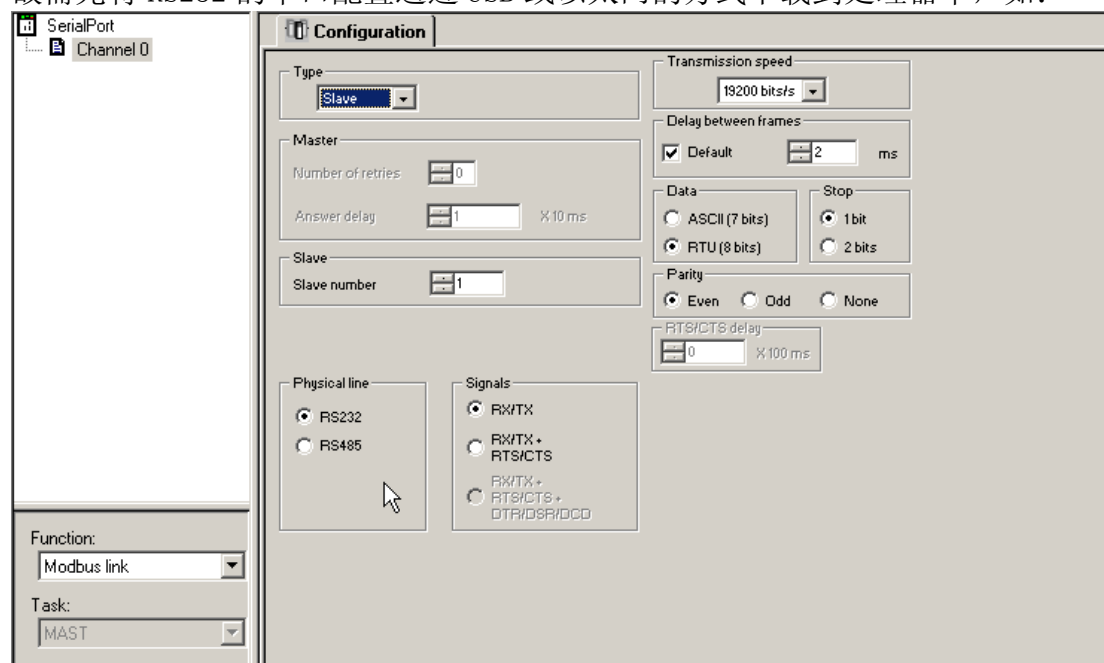 SerialPort
Channel 0
Configuration
Type
Slave
Master
Number of retries
0
Answer delay
1
X 10 ms
Slave
Slave number
1
Transmission speed
19200 bits/s
Delay between frames
Default
2
ms
Data
ASCII (7 bits)
RTU (8 bits)
Stop
1 bit
2 bits
Parity
Even
Odd
None
RTS/CTS delay
0
X 100 ms
Physical line
RS232
RS485
Signals
RX/TX
RX/TX +
RTS/CTS
RX/TX +
RTS/CTS +
DTR/DSR/DCD
Function:
Modbus link
Task:
MAST